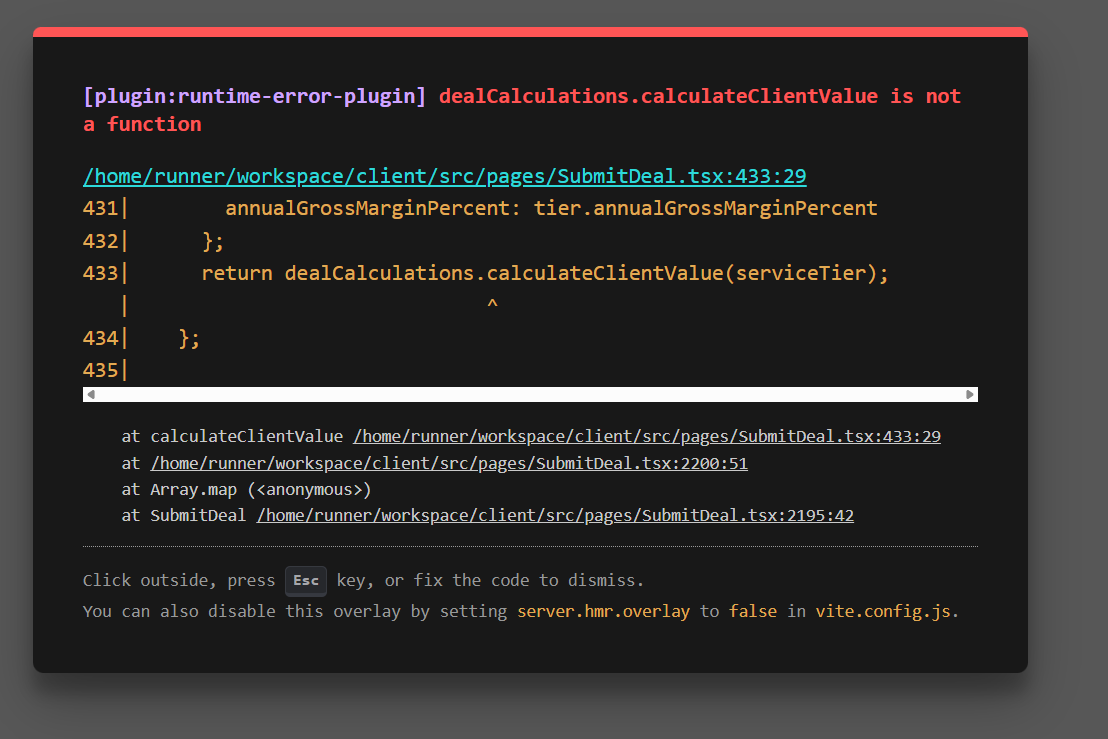 [plugin:runtime-error-plugin] dealCalculations.calculateClientValue is not
a function
/home/runner/workspace/client/src/pages/SubmitDeal.tsx:433:29
431|        annualGrossMarginPercent: tier.annualGrossMarginPercent
432|      };
433|      return dealCalculations.calculateClientValue(serviceTier);
   |                              ^
434|    };
435|
at calculateClientValue /home/runner/workspace/client/src/pages/SubmitDeal.tsx:433:29
at /home/runner/workspace/client/src/pages/SubmitDeal.tsx:2200:51
at Array.map (<anonymous>)
at SubmitDeal /home/runner/workspace/client/src/pages/SubmitDeal.tsx:2195:42
Click outside, press Esc key, or fix the code to dismiss.
You can also disable this overlay by setting server.hmr.overlay to false in vite.config.js.